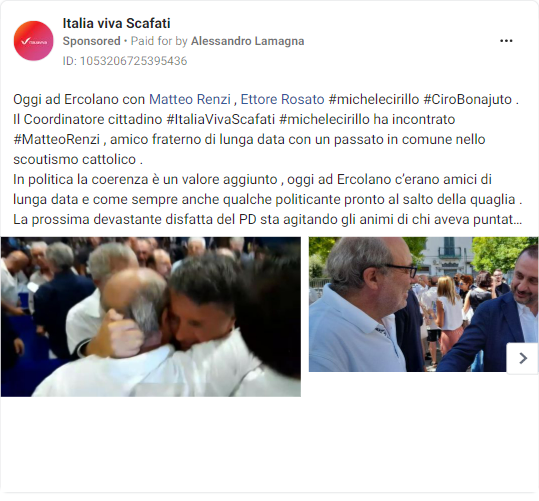 Italia viva Scafati
Sponsored • Paid for by Alessandro Lamagna
ID: 1053206725395436
Oggi ad Ercolano con Matteo Renzi , Ettore Rosato #michelecirillo #CiroBonajuto .
Il Coordinatore cittadino #ItaliaVivaScafati #michelecirillo ha incontrato
#MatteoRenzi , amico fraterno di lunga data con un passato in comune nello
scoutismo cattolico .
In politica la coerenza è un valore aggiunto , oggi ad Ercolano c’erano amici di
lunga data e come sempre anche qualche politicante pronto al salto della quaglia .
La prossima devastante disfatta del PD sta agitando gli animi di chi aveva puntat...